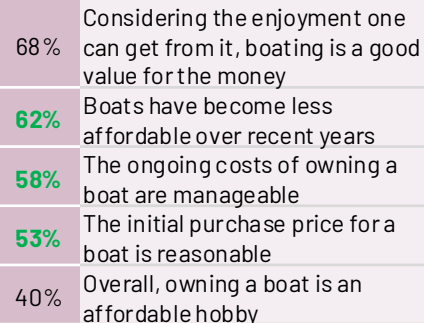 68% Considering the enjoyment one
can get from it, boating is a good
value for the money
62% Boats have become less
affordable over recent years
58% The ongoing costs of owning a
boat are manageable
53% The initial purchase price for a
boat is reasonable
40% Overall, owning a boat is an
affordable hobby